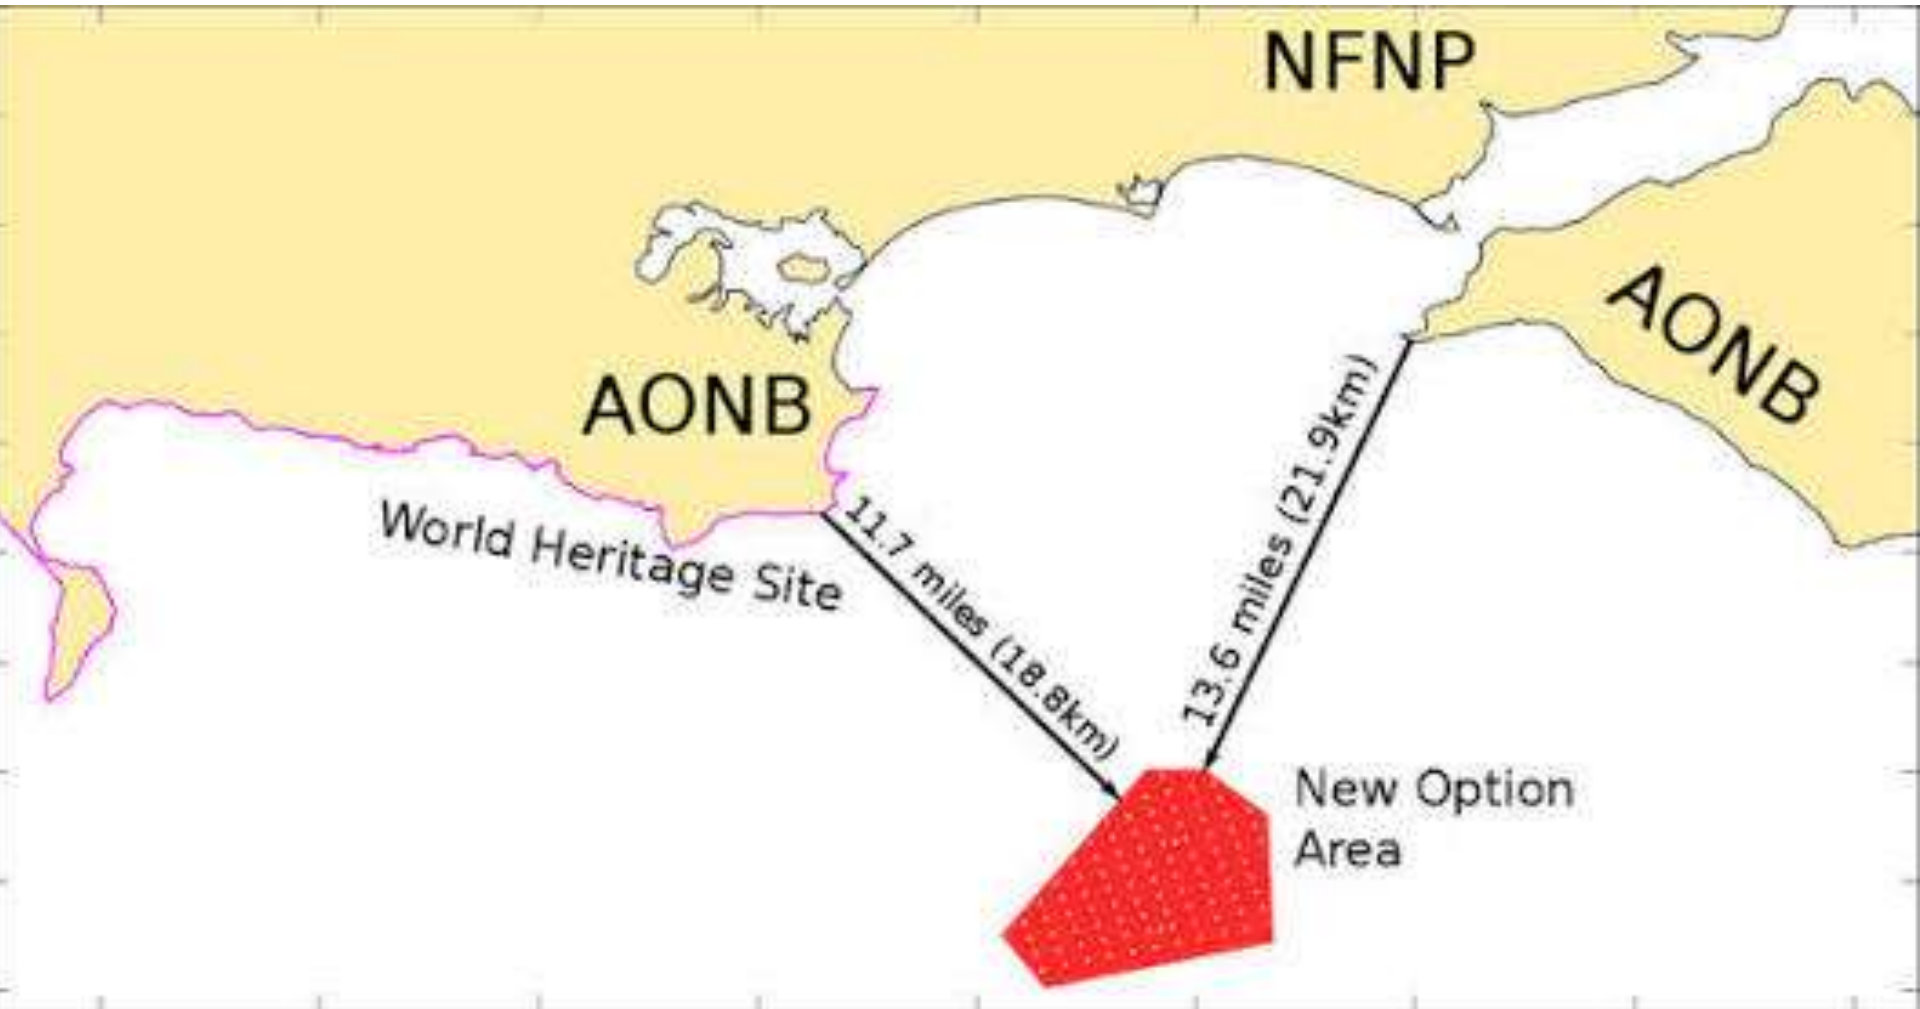 NFNP
AONB
AONB
World Heritage Site
11.7 miles (18.8km)
13.6 miles (21.9km)
New Option
Area